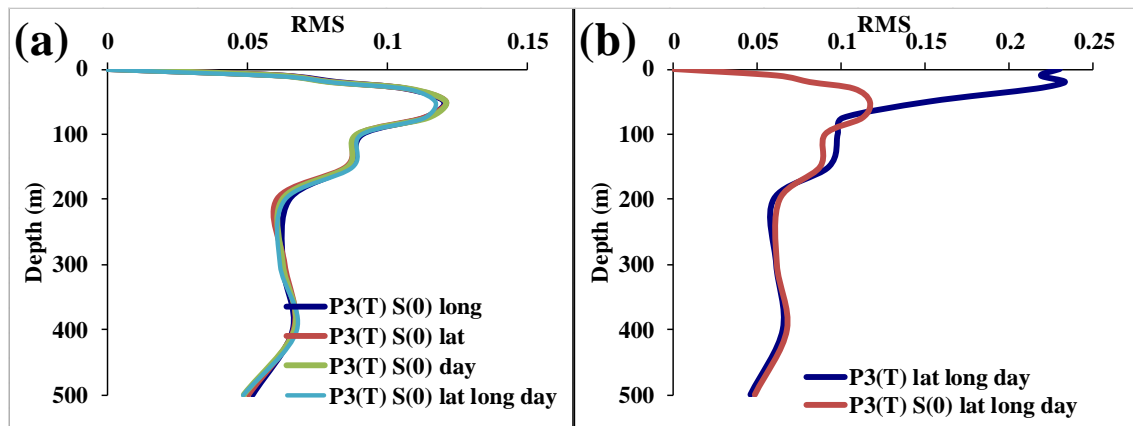 (a)
RMS
0 0.05 0.1 0.15
0
100
200
300
400
500
Depth (m)
P3(T) S(0) long
P3(T) S(0) lat
P3(T) S(0) day
P3(T) S(0) lat long day
(b)
RMS
0 0.05 0.1 0.15 0.2 0.25
0
100
200
300
400
500
Depth (m)
P3(T) lat long day
P3(T) S(0) lat long day